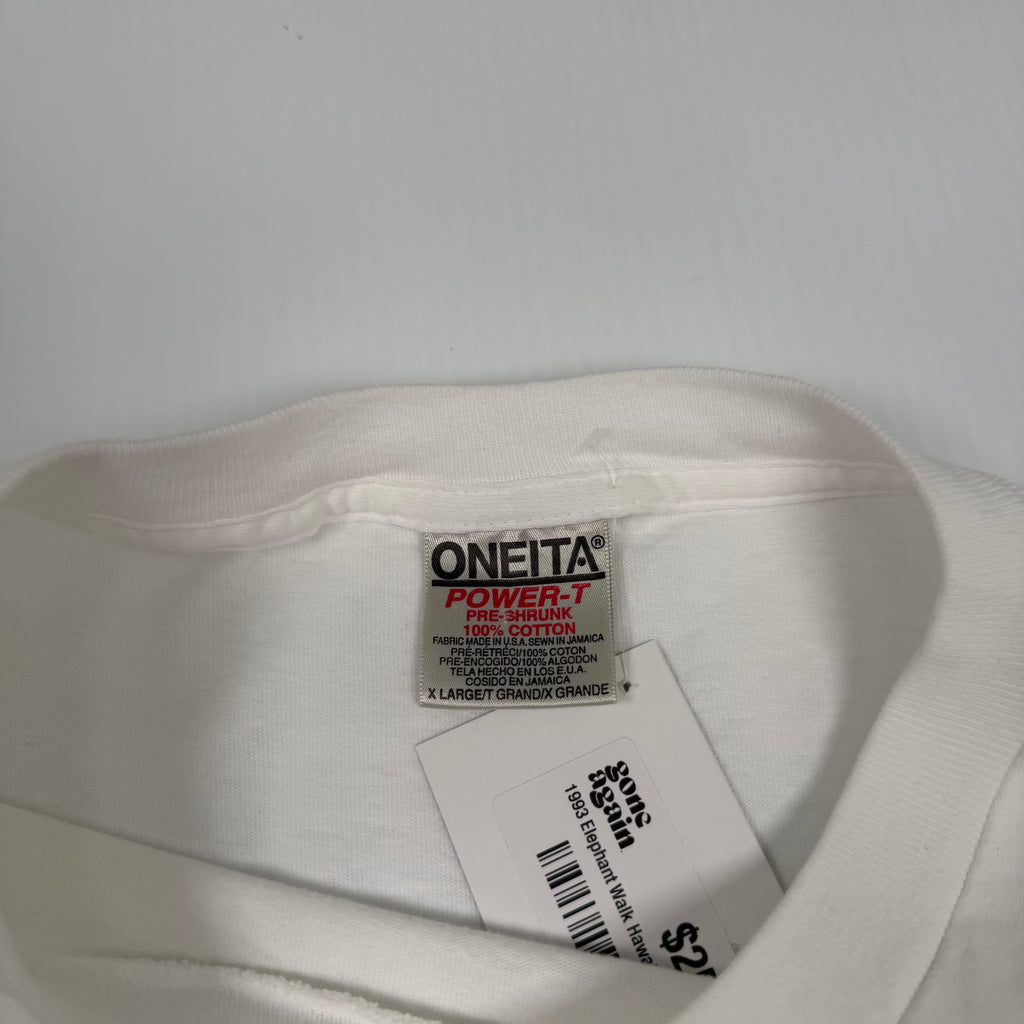 ONEITA®
POWER-T
PRE-SHRUNK
100% COTTON
FABRIC MADE IN U.S.A. SEWN IN JAMAICA
PRÉ-RÉTRÉCI/100% COTON
PRE-ENCOGIDO/100% ALGODON
TELA HECHO EN LOS E.U.A.
COSIDO EN JAMAICA
X LARGE/T GRAND/X GRANDE
gone
again
1993 Elephant Walk